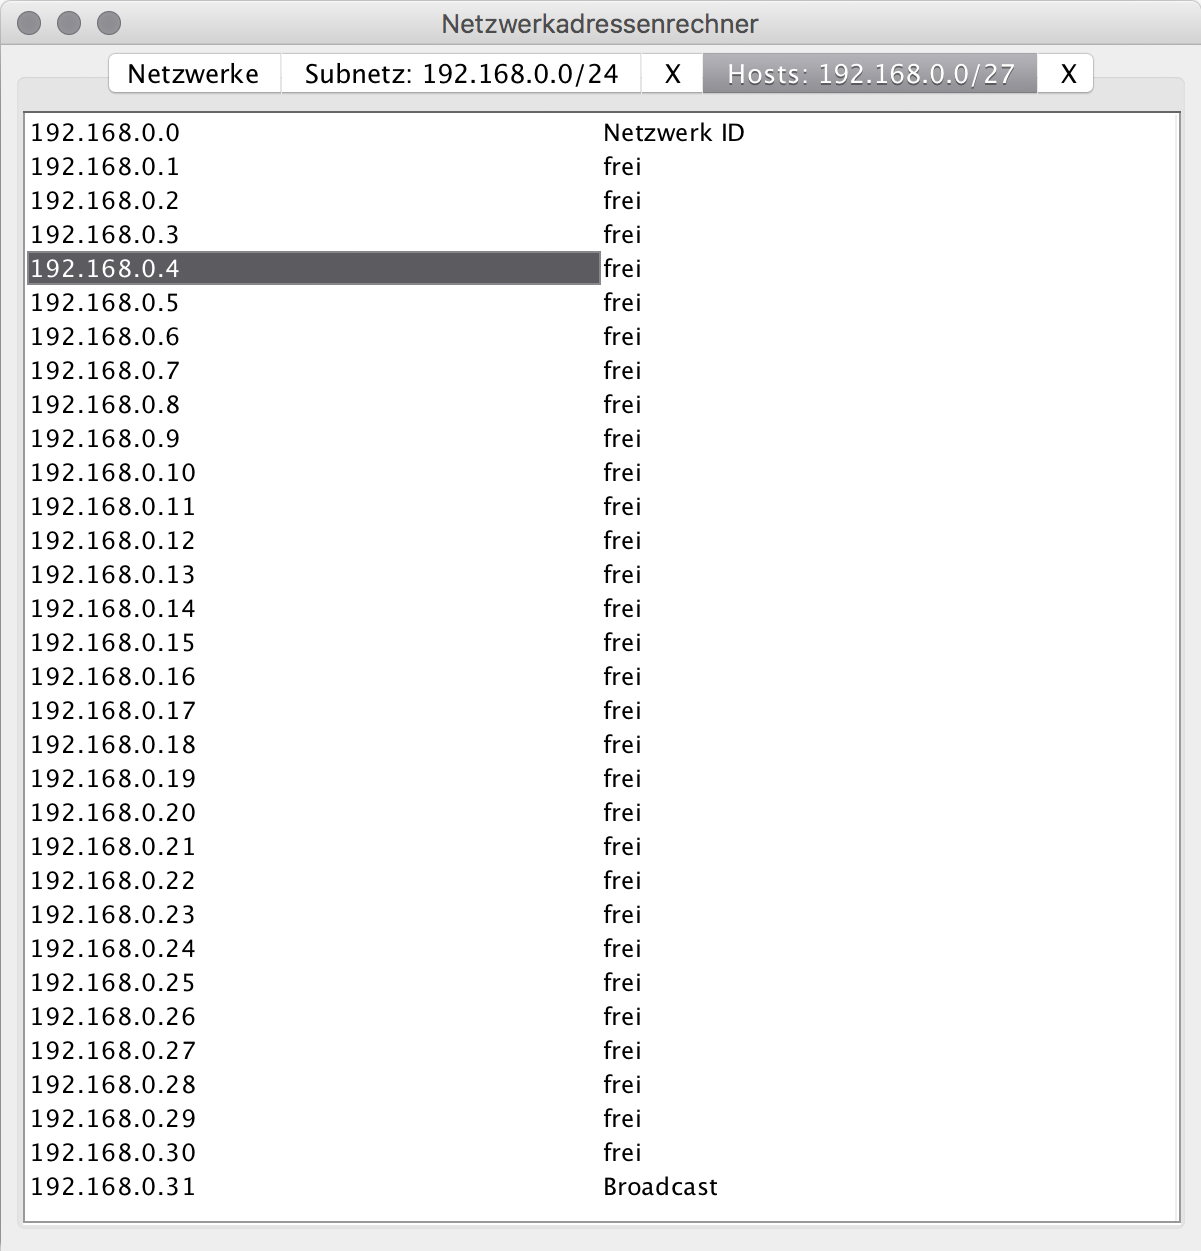 Netzwerkadressenrechner
Netzwerke Subnetz: 192.168.0.0/24 X Hosts: 192.168.0.0/27 X
192.168.0.0 Netzwerk ID
192.168.0.1 frei
192.168.0.2 frei
192.168.0.3 frei
192.168.0.4 frei
192.168.0.5 frei
192.168.0.6 frei
192.168.0.7 frei
192.168.0.8 frei
192.168.0.9 frei
192.168.0.10 frei
192.168.0.11 frei
192.168.0.12 frei
192.168.0.13 frei
192.168.0.14 frei
192.168.0.15 frei
192.168.0.16 frei
192.168.0.17 frei
192.168.0.18 frei
192.168.0.19 frei
192.168.0.20 frei
192.168.0.21 frei
192.168.0.22 frei
192.168.0.23 frei
192.168.0.24 frei
192.168.0.25 frei
192.168.0.26 frei
192.168.0.27 frei
192.168.0.28 frei
192.168.0.29 frei
192.168.0.30 frei
192.168.0.31 Broadcast